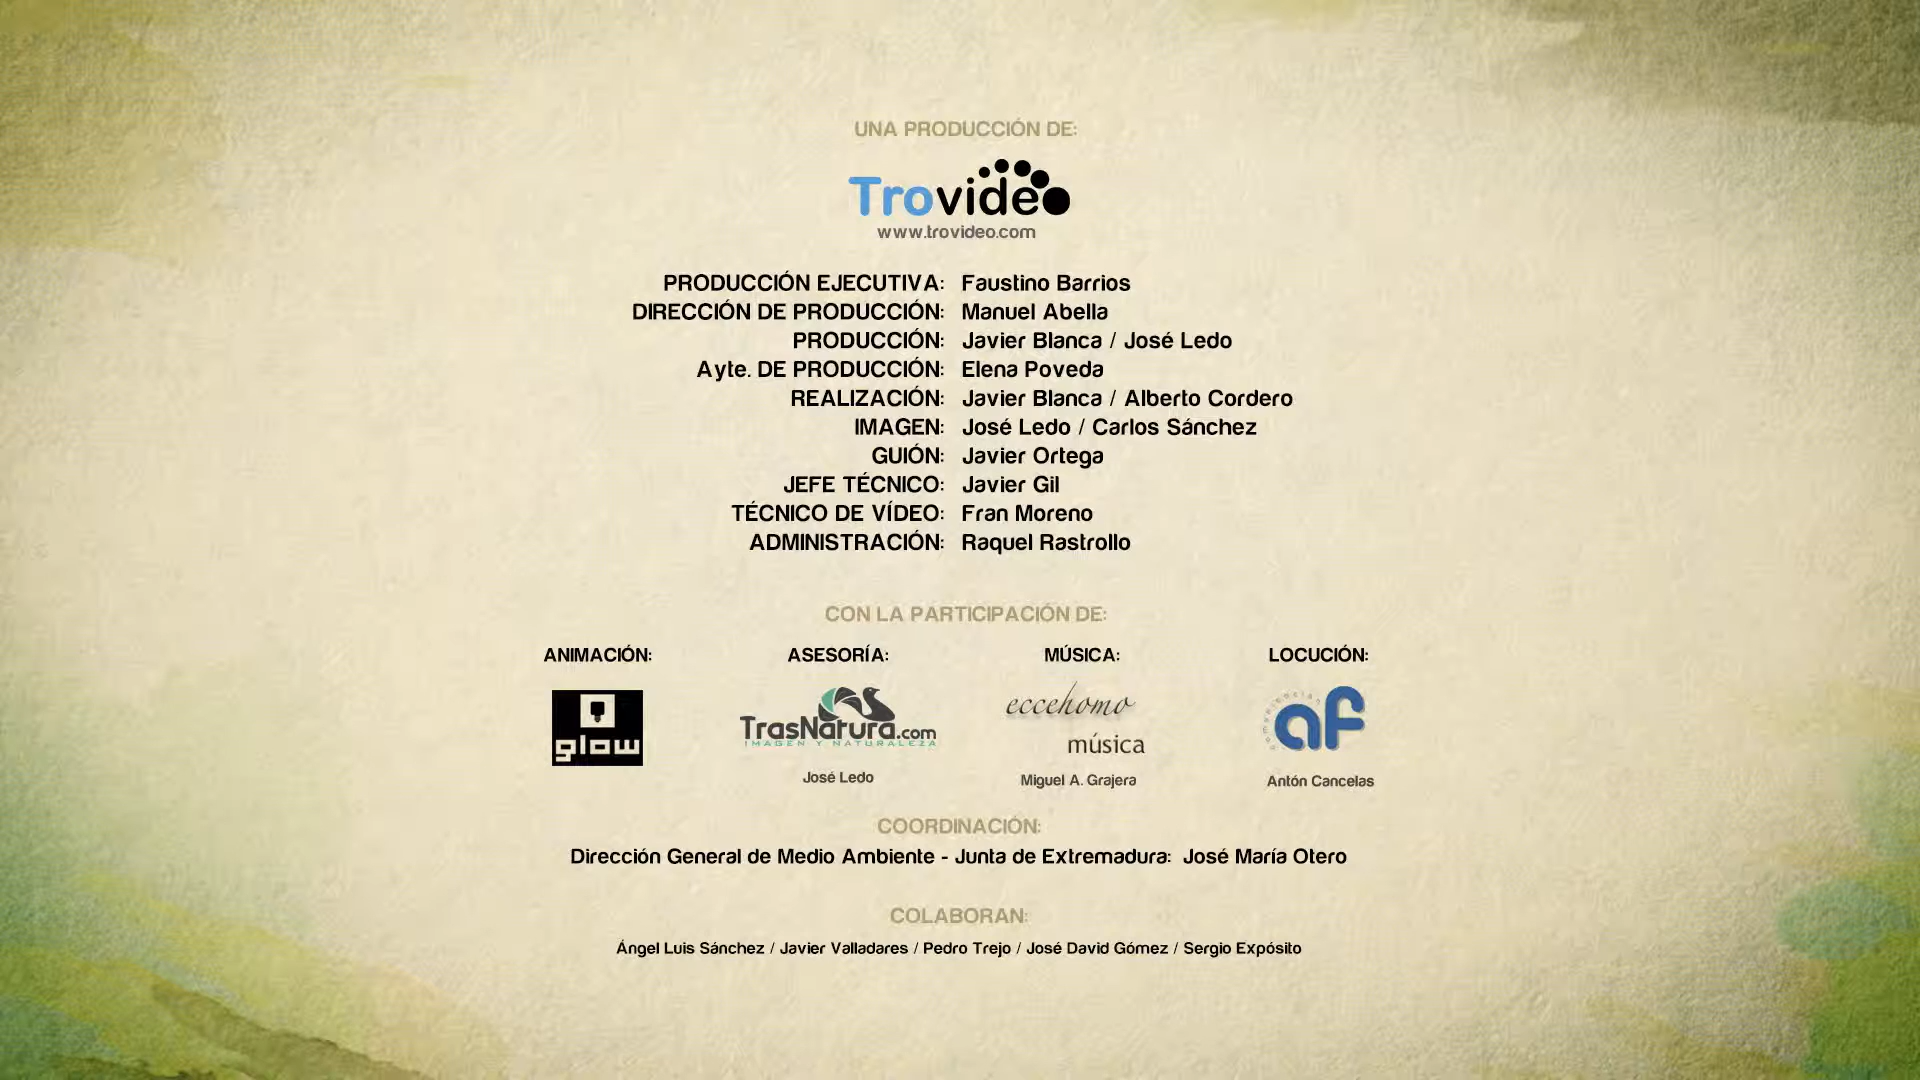 UNA PRODUCCIÓN DE:
Trovideo
www.trovideo.com
PRODUCCIÓN EJECUTIVA: Faustino Barrios
DIRECCIÓN DE PRODUCCIÓN: Manuel Abella
PRODUCCIÓN: Javier Blanca / José Ledo
Ayte. DE PRODUCCIÓN: Elena Poveda
REALIZACIÓN: Javier Blanca / Alberto Cordero
IMAGEN: José Ledo / Carlos Sánchez
GUIÓN: Javier Ortega
JEFE TÉCNICO: Javier Gil
TÉCNICO DE VÍDEO: Fran Moreno
ADMINISTRACIÓN: Raquel Rastrollo
CON LA PARTICIPACIÓN DE:
ANIMACIÓN:
glow
ASESORÍA:
TrasNatura.com
IMAGEN Y NATURALEZA
José Ledo
MÚSICA:
eccehomo
música
Miguel A. Grajera
LOCUCIÓN:
af
Antón Cancelas
COORDINACIÓN:
Dirección General de Medio Ambiente - Junta de Extremadura: José María Otero
COLABORAN:
Ángel Luis Sánchez / Javier Valladares / Pedro Trejo / José David Gómez / Sergio Expósito